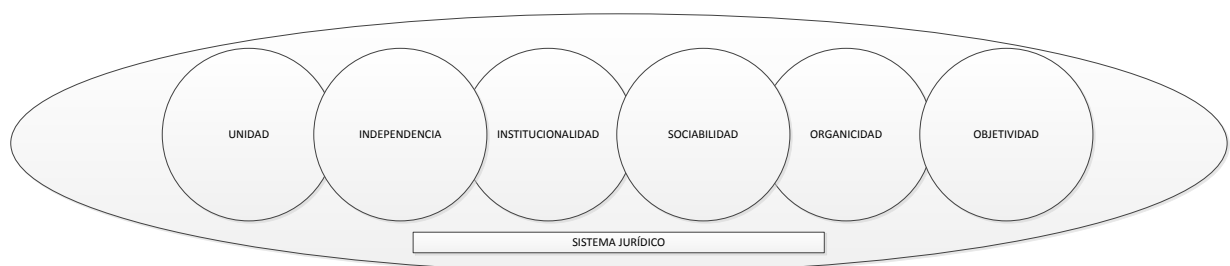 UNIDAD
INDEPENDENCIA
INSTITUCIONALIDAD
SOCIABILIDAD
ORGANICIDAD
OBJETIVIDAD
SISTEMA JURÍDICO